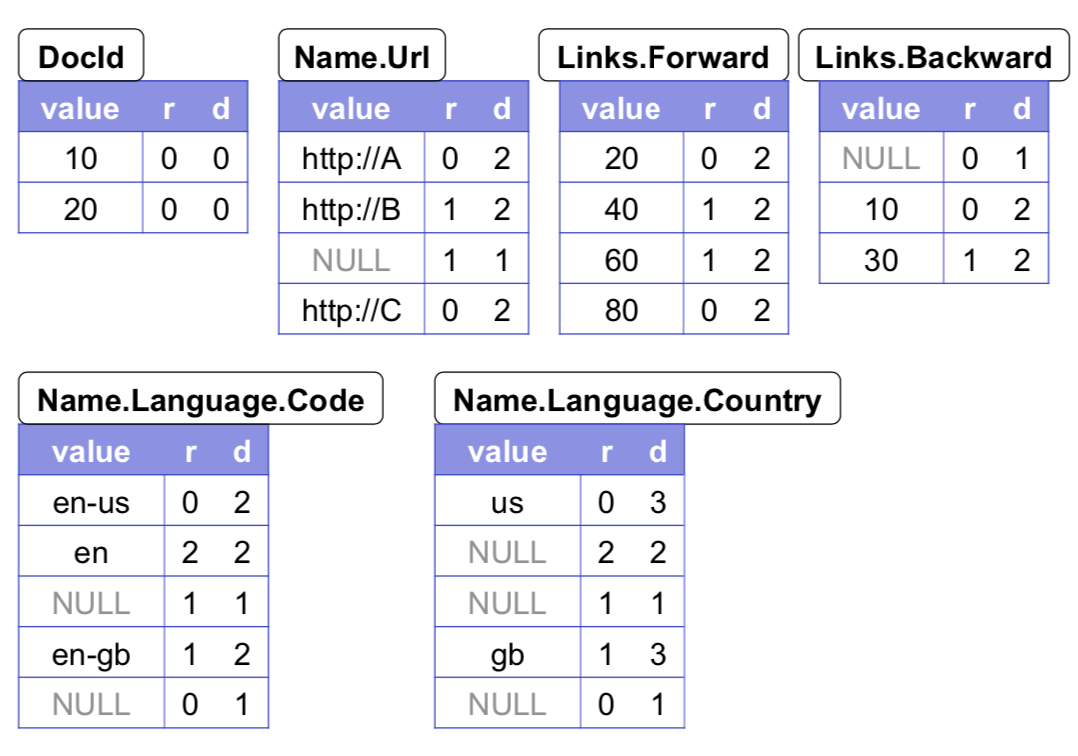 DocId
value r d
10 0 0
20 0 0
Name.Url
value r d
http://A 0 2
http://B 1 2
NULL 1 1
http://C 0 2
Links.Forward
value r d
20 0 2
40 1 2
60 1 2
80 0 2
Links.Backward
value r d
NULL 0 1
10 0 2
30 1 2
Name.Language.Code
value r d
en-us 0 2
en 2 2
NULL 1 1
en-gb 1 2
NULL 0 1
Name.Language.Country
value r d
us 0 3
NULL 2 2
NULL 1 1
gb 1 3
NULL 0 1